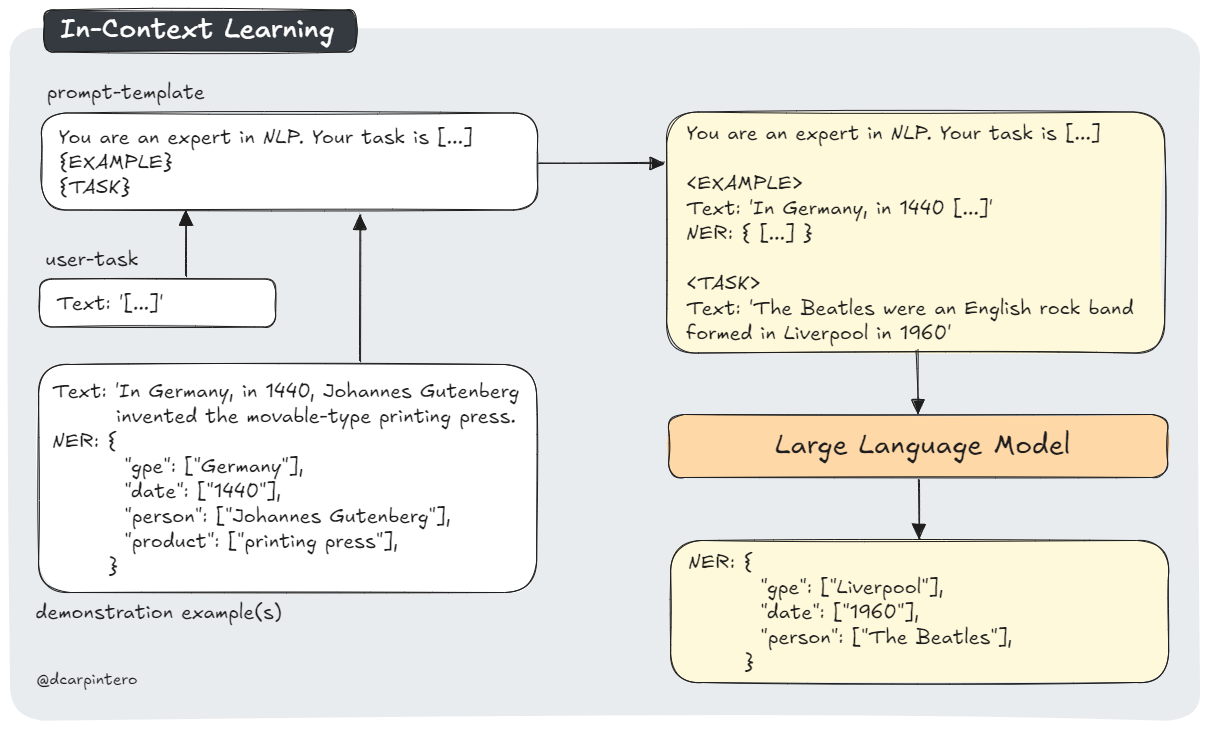 In-Context Learning
prompt-template
You are an expert in NLP. Your task is [...]
{EXAMPLE}
{TASK}
user-task
Text: '[...]'
Text: 'In Germany, in 1440, Johannes Gutenberg
invented the movable-type printing press.
NER: {
"gpe": ["Germany"],
"date": ["1440"],
"person": ["Johannes Gutenberg"],
"product": ["printing press"],
}
demonstration example(s)
@dcarpintero
You are an expert in NLP. Your task is [...]
<EXAMPLE>
Text: 'In Germany, in 1440 [...]'
NER: { [...] }
<TASK>
Text: 'The Beatles were an English rock band
formed in Liverpool in 1960'
Large Language Model
NER: {
"gpe": ["Liverpool"],
"date": ["1960"],
"person": ["The Beatles"],
}